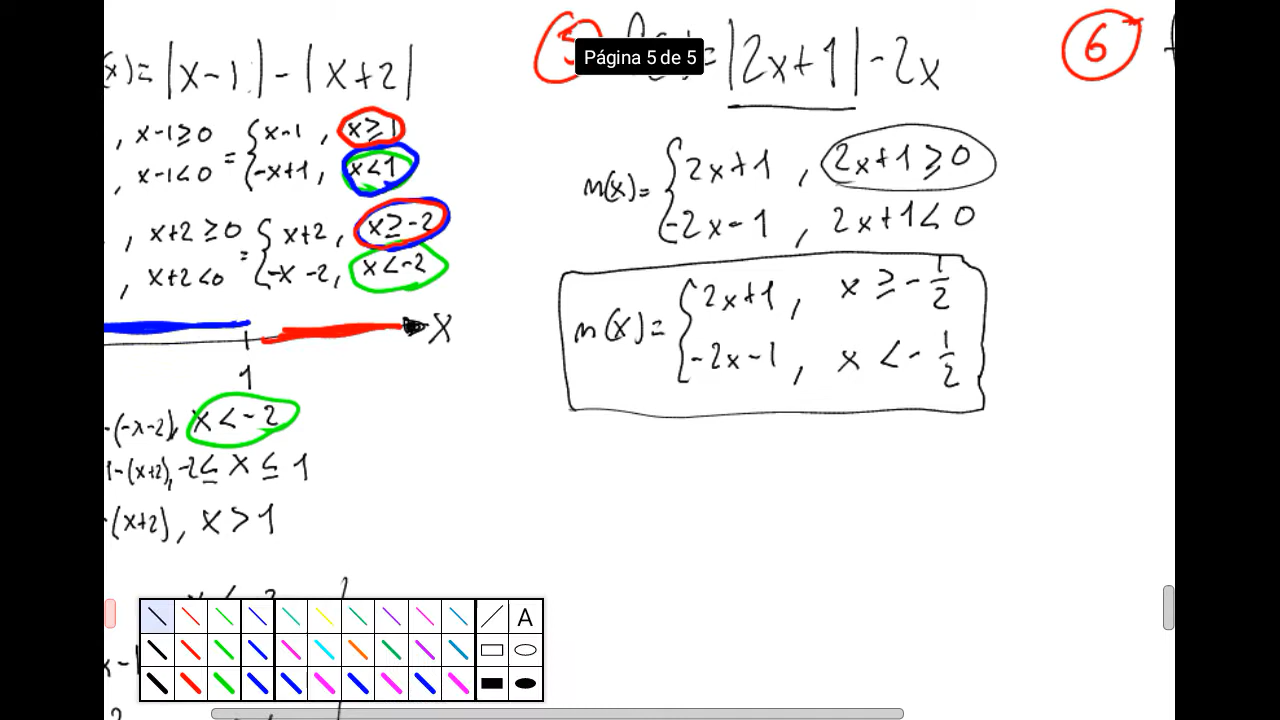 x) = |x-1| - |x+2|
, x-1≥0 = { x-1 , x≥1
, x-1<0 -x+1 , x<1
, x+2≥0 = { x+2 , x≥-2
, x+2<0 -x-2, x<-2
X
1
-(-x-2), x<-2
1-(x+2), -2≤x≤1
-(x+2), x>1
x-1
5
Página 5 de 5
= |2x+1| -2x
m(x)= { 2x+1 , 2x+1≥0
-2x-1 , 2x+1<0
m(x)= { 2x+1 , x≥-1/2
-2x-1 , x<-1/2
6
A